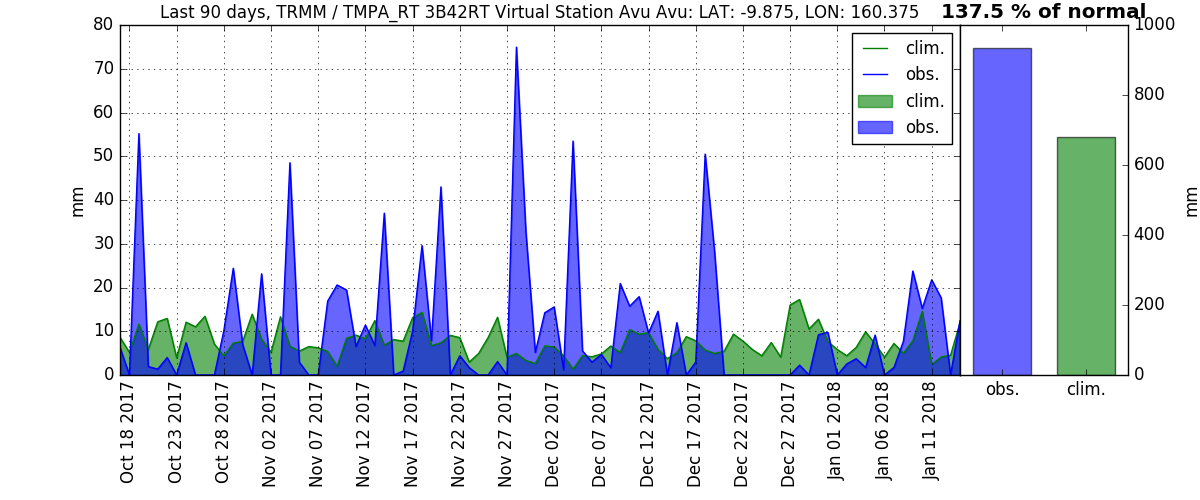 Last 90 days, TRMM / TMPA_RT 3B42RT Virtual Station Avu Avu: LAT: -9.875, LON: 160.375
137.5 % of normal
80
70
60
50
40
30
20
10
0
mm
clim.
obs.
clim.
obs.
1000
800
600
400
200
0
mm
obs.
clim.
Oct 18 2017
Oct 23 2017
Oct 28 2017
Nov 02 2017
Nov 07 2017
Nov 12 2017
Nov 17 2017
Nov 22 2017
Nov 27 2017
Dec 02 2017
Dec 07 2017
Dec 12 2017
Dec 17 2017
Dec 22 2017
Dec 27 2017
Jan 01 2018
Jan 06 2018
Jan 11 2018